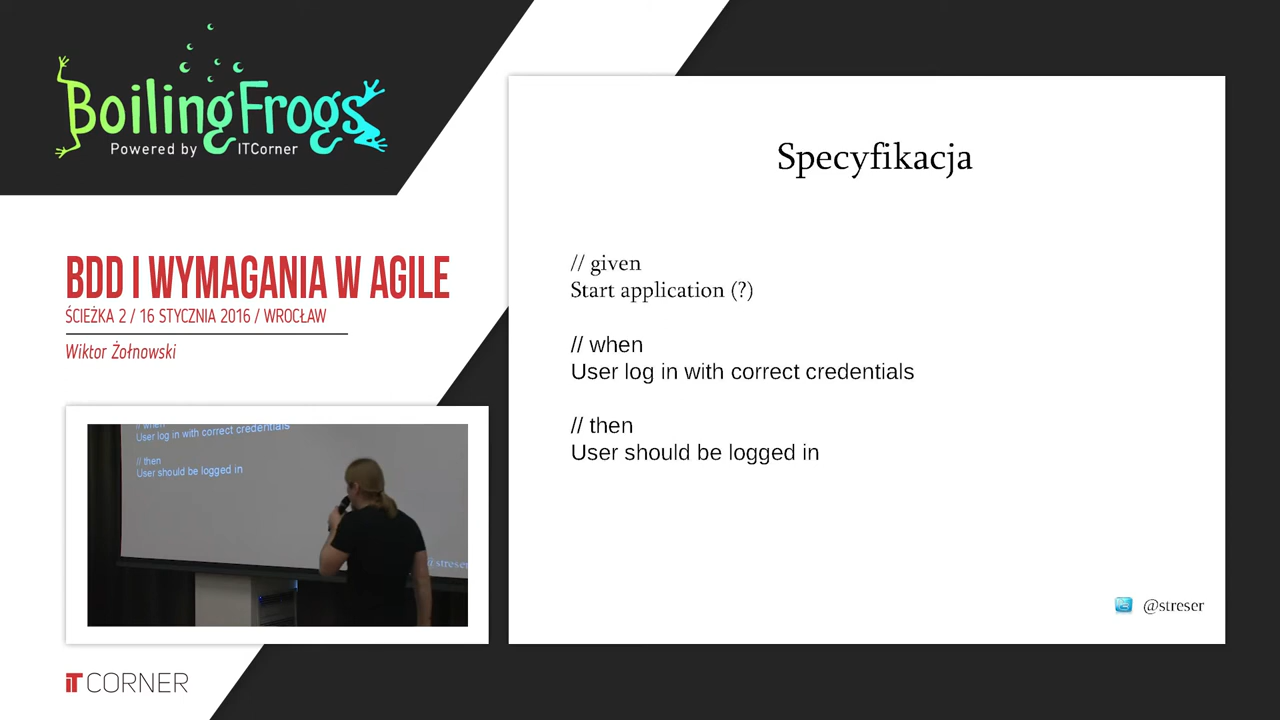 BoilingFrogs
Powered by ITCorner
BDD I WYMAGANIA W AGILE
ŚCIEŻKA 2 / 16 STYCZNIA 2016 / WROCŁAW
Wiktor Żołnowski
// when
User log in with correct credentials
// then
User should be logged in
@streser
IT CORNER
Specyfikacja
// given
Start application (?)
// when
User log in with correct credentials
// then
User should be logged in
@streser